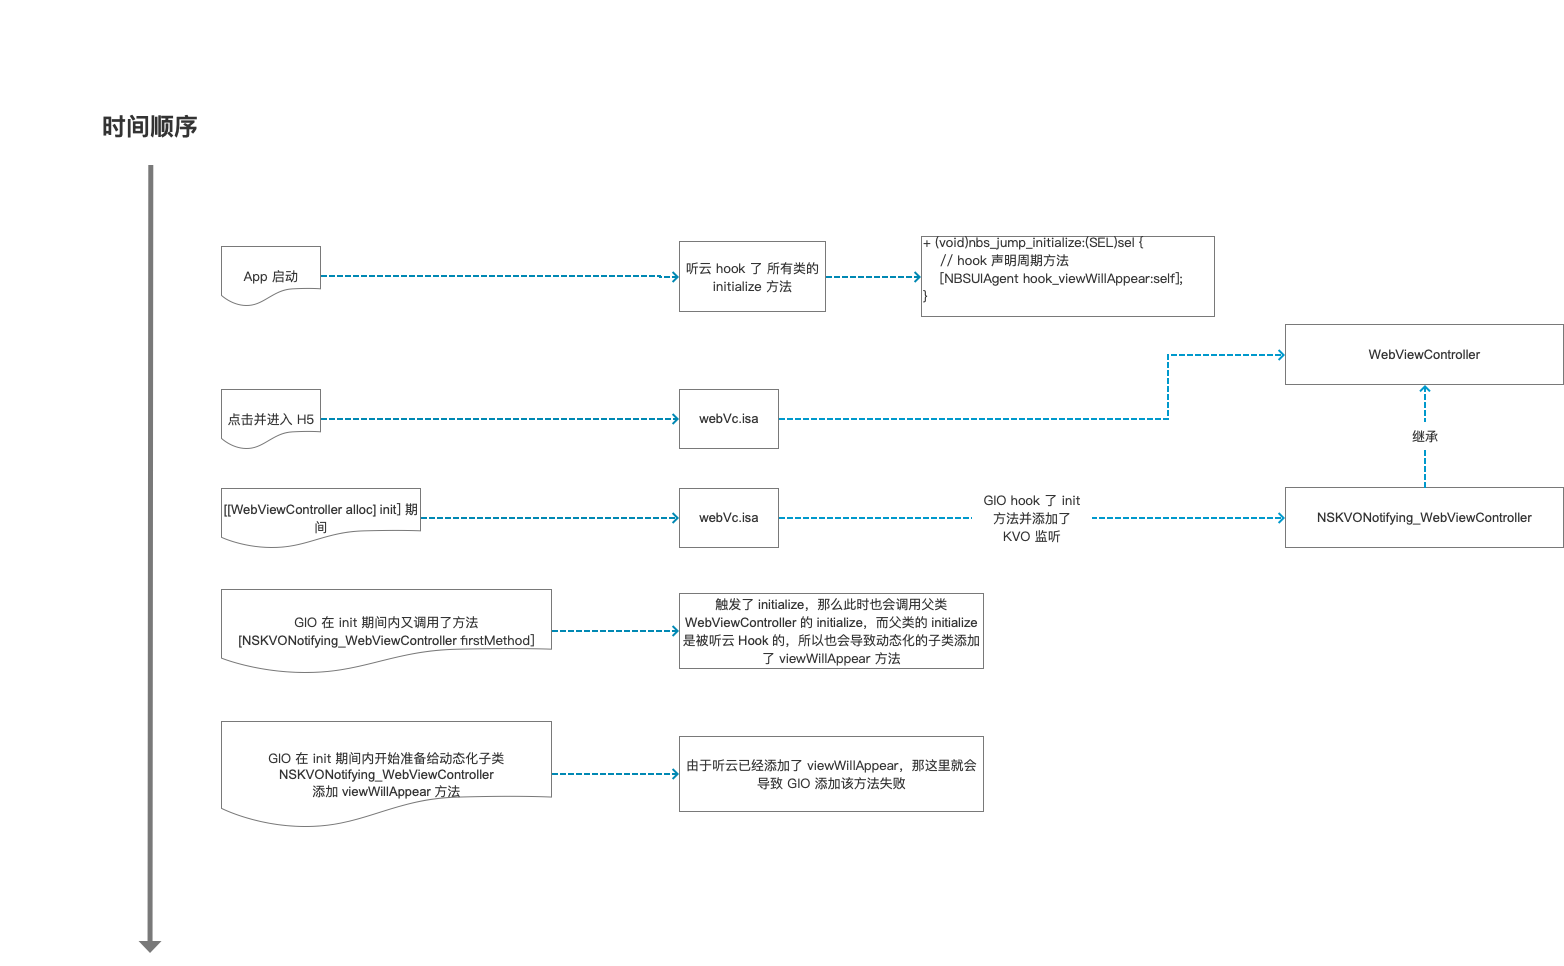 时间顺序
App 启动
听云 hook 了 所有类的
initialize 方法
+ (void)nbs_jump_initialize:(SEL)sel {
// hook 声明周期方法
[NBSUIAgent hook_viewWillAppear:self];
}
WebViewController
点击并进入 H5
webVc.isa
继承
[[WebViewController alloc] init] 期
间
webVc.isa
GIO hook 了 init
方法并添加了
KVO 监听
NSKVONotifying_WebViewController
GIO 在 init 期间内又调用了方法
[NSKVONotifying_WebViewController firstMethod]
触发了 initialize，那么此时也会调用父类
WebViewController 的 initialize，而父类的 initialize
是被听云 Hook 的，所以也会导致动态化的子类添加
了 viewWillAppear 方法
GIO 在 init 期间内开始准备给动态化子类
NSKVONotifying_WebViewController
添加 viewWillAppear 方法
由于听云已经添加了 viewWillAppear，那这里就会
导致 GIO 添加该方法失败